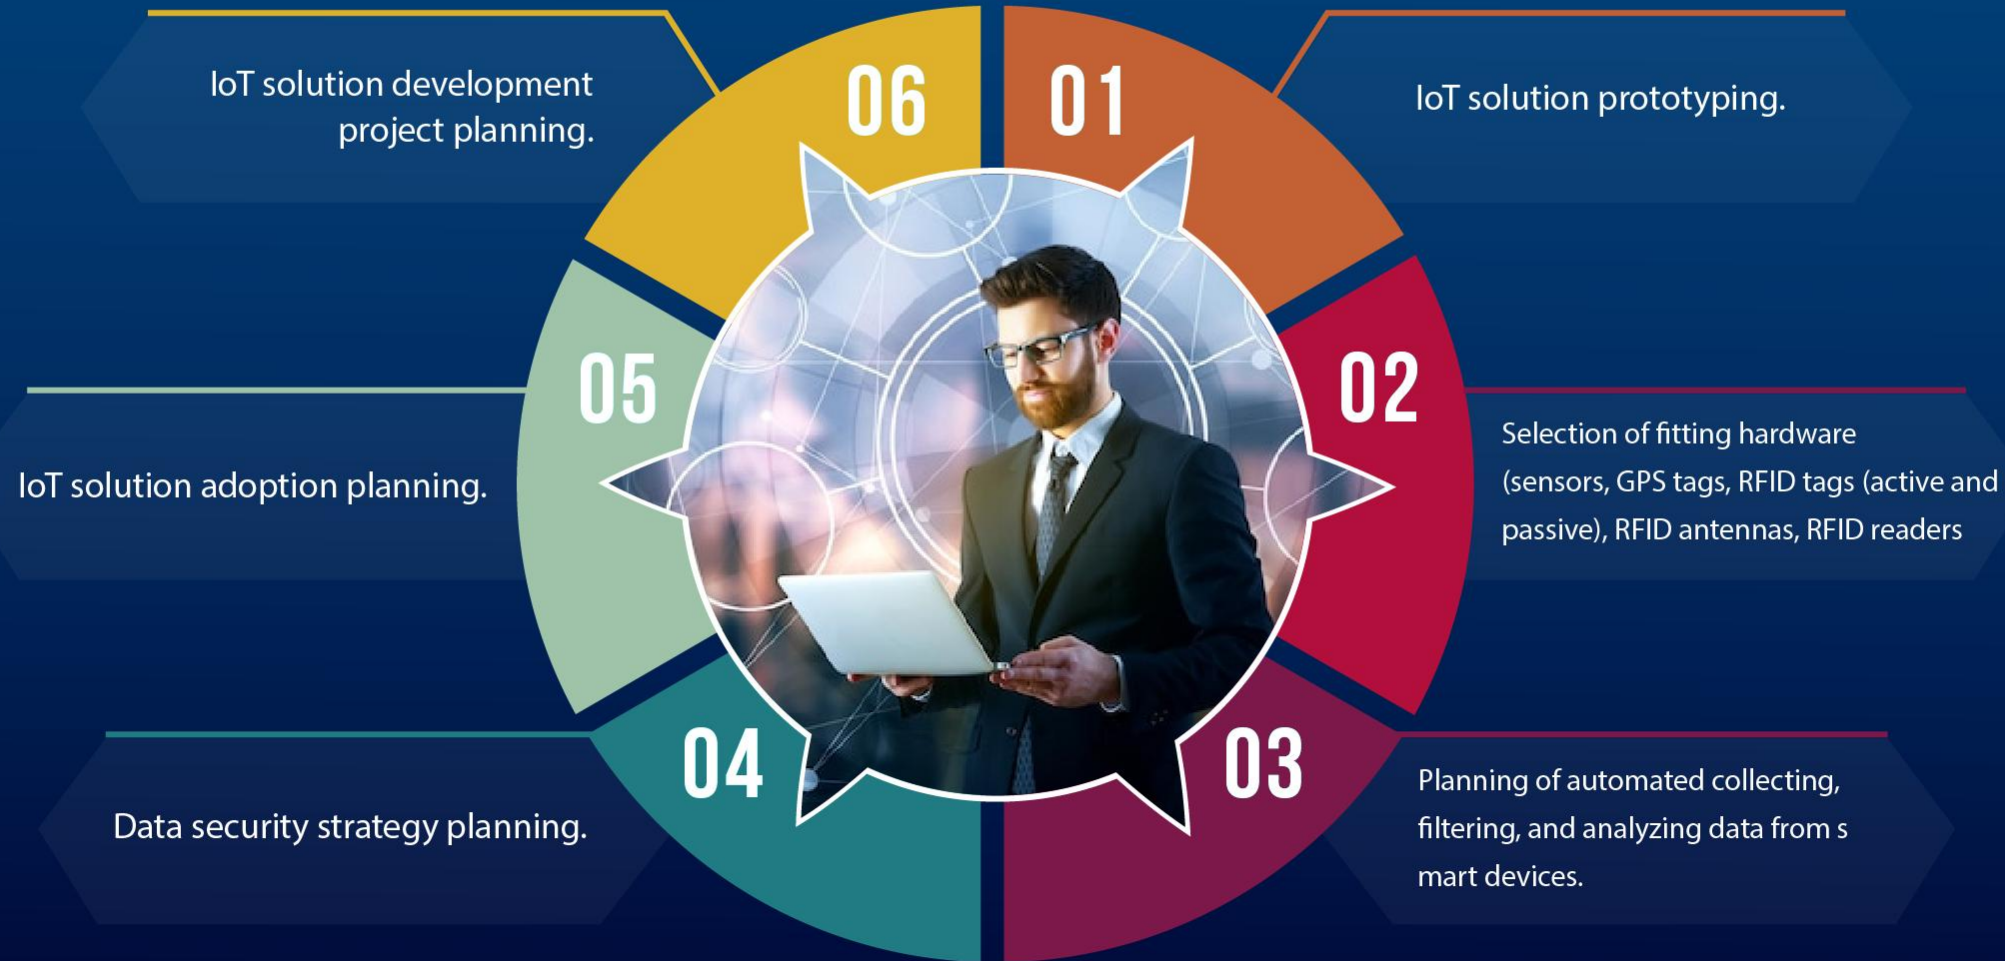 01
IoT solution prototyping.
02
Selection of fitting hardware
(sensors, GPS tags, RFID tags (active and
passive), RFID antennas, RFID readers
03
Planning of automated collecting,
filtering, and analyzing data from s
mart devices.
04
Data security strategy planning.
05
IoT solution adoption planning.
06
IoT solution development
project planning.